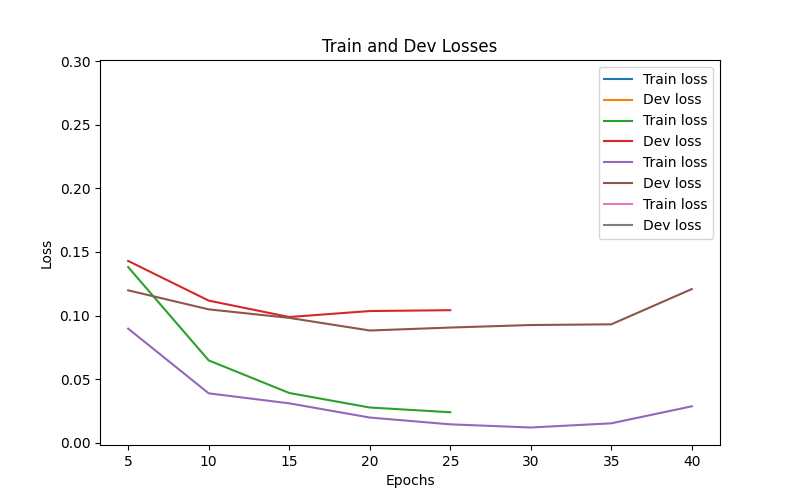 Train and Dev Losses
0.30
0.25
0.20
0.15
0.10
0.05
0.00
Loss
Train loss
Dev loss
Train loss
Dev loss
Train loss
Dev loss
Train loss
Dev loss
5 10 15 20 25 30 35 40
Epochs